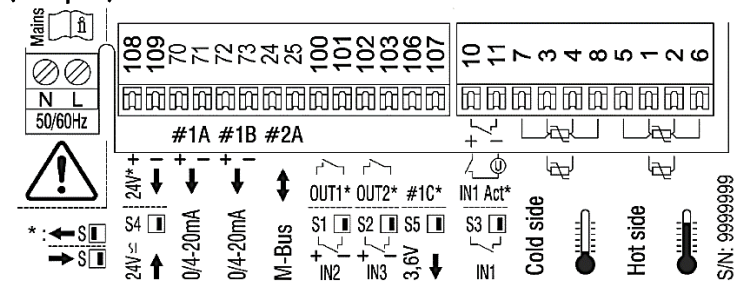 Mains
108 109 70 71 72 73 24 25 100 101 102 103 106 107
10 11 7 3 4 8 5 1 2 6
N L
50/60Hz
#1A #1B #2A
+ − + − + − + −
24V* OUT1* OUT2* #1C* IN1 Act*
*: S S4 S1 S2 S5 S3
S
24V 0/4-20mA 0/4-20mA M-Bus + − + − 3,6V
IN2 IN3 IN1
Cold side
Hot side
S/N: 9999999